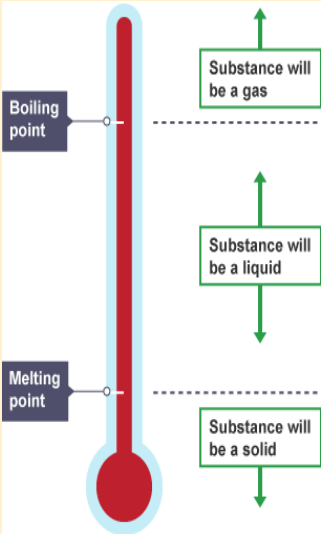 Substance will
be a gas
Boiling
point
Substance will
be a liquid
Melting
point
Substance will
be a solid